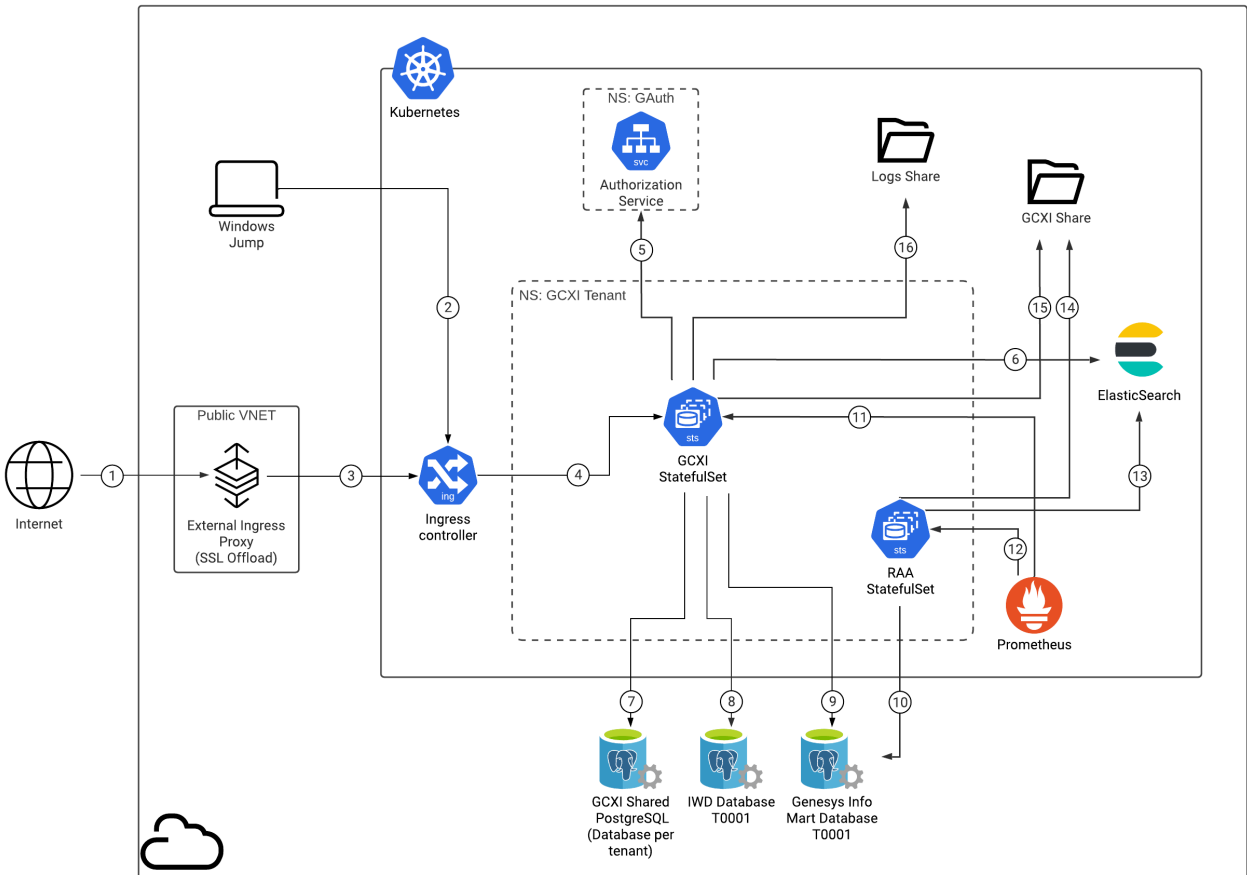 Kubernetes
NS: GAuth
svc
Authorization
Service
Logs Share
GCXI Share
Windows
Jump
5
16
NS: GCXI Tenant
2
15
14
6
ElasticSearch
Public VNET
11
sts
GCXI
StatefulSet
1
3
4
13
ing
Internet
External Ingress
Proxy
(SSL Offload)
Ingress
controller
sts
12
RAA
StatefulSet
Prometheus
7
8
9
10
GCXI Shared
PostgreSQL
(Database per
tenant)
IWD Database
T0001
Genesys Info
Mart Database
T0001